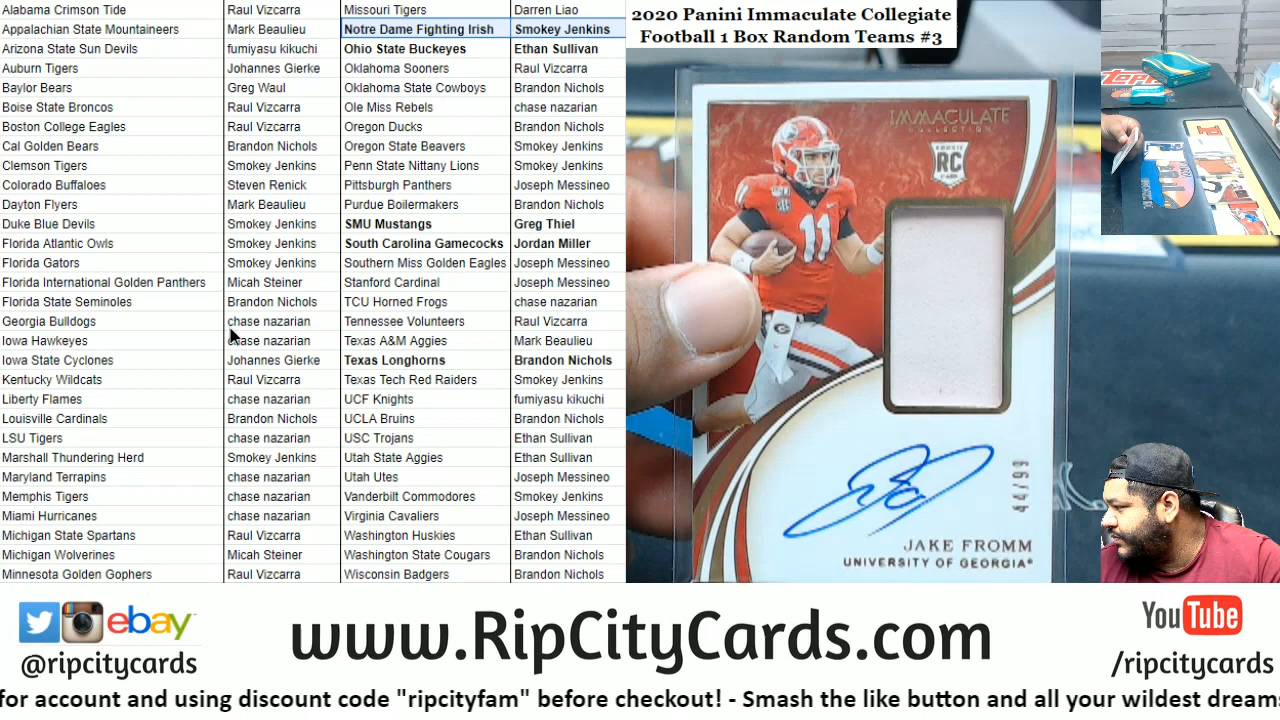 Alabama Crimson Tide Raul Vizcarra Missouri Tigers Darren Liao
Appalachian State Mountaineers Mark Beaulieu Notre Dame Fighting Irish Smokey Jenkins
Arizona State Sun Devils fumiyasu kikuchi Ohio State Buckeyes Ethan Sullivan
Auburn Tigers Johannes Gierke Oklahoma Sooners Raul Vizcarra
Baylor Bears Greg Waul Oklahoma State Cowboys Brandon Nichols
Boise State Broncos Raul Vizcarra Ole Miss Rebels chase nazarian
Boston College Eagles Raul Vizcarra Oregon Ducks Brandon Nichols
Cal Golden Bears Brandon Nichols Oregon State Beavers Smokey Jenkins
Clemson Tigers Smokey Jenkins Penn State Nittany Lions Smokey Jenkins
Colorado Buffaloes Steven Renick Pittsburgh Panthers Joseph Messineo
Dayton Flyers Mark Beaulieu Purdue Boilermakers Brandon Nichols
Duke Blue Devils Smokey Jenkins SMU Mustangs Greg Thiel
Florida Atlantic Owls Smokey Jenkins South Carolina Gamecocks Jordan Miller
Florida Gators Smokey Jenkins Southern Miss Golden Eagles Joseph Messineo
Florida International Golden Panthers Micah Steiner Stanford Cardinal Joseph Messineo
Florida State Seminoles Brandon Nichols TCU Horned Frogs chase nazarian
Georgia Bulldogs chase nazarian Tennessee Volunteers Raul Vizcarra
Iowa Hawkeyes chase nazarian Texas A&M Aggies Mark Beaulieu
Iowa State Cyclones Johannes Gierke Texas Longhorns Brandon Nichols
Kentucky Wildcats Raul Vizcarra Texas Tech Red Raiders Smokey Jenkins
Liberty Flames chase nazarian UCF Knights fumiyasu kikuchi
Louisville Cardinals Brandon Nichols UCLA Bruins Brandon Nichols
LSU Tigers chase nazarian USC Trojans Ethan Sullivan
Marshall Thundering Herd Smokey Jenkins Utah State Aggies Ethan Sullivan
Maryland Terrapins chase nazarian Utah Utes Joseph Messineo
Memphis Tigers chase nazarian Vanderbilt Commodores Smokey Jenkins
Miami Hurricanes chase nazarian Virginia Cavaliers Joseph Messineo
Michigan State Spartans Raul Vizcarra Washington Huskies Ethan Sullivan
Michigan Wolverines Micah Steiner Washington State Cougars Brandon Nichols
Minnesota Golden Gophers Raul Vizcarra Wisconsin Badgers Brandon Nichols
2020 Panini Immaculate Collegiate
Football 1 Box Random Teams #3
IMMACULATE
COLLECTION
ROOKIE
RC
CARD
11
44/99
JAKE FROMM
UNIVERSITY OF GEORGIA®
Topps
ebay
@ripcitycards
www.RipCityCards.com
YouTube
/ripcitycards
for account and using discount code "ripcityfam" before checkout! - Smash the like button and all your wildest dreams